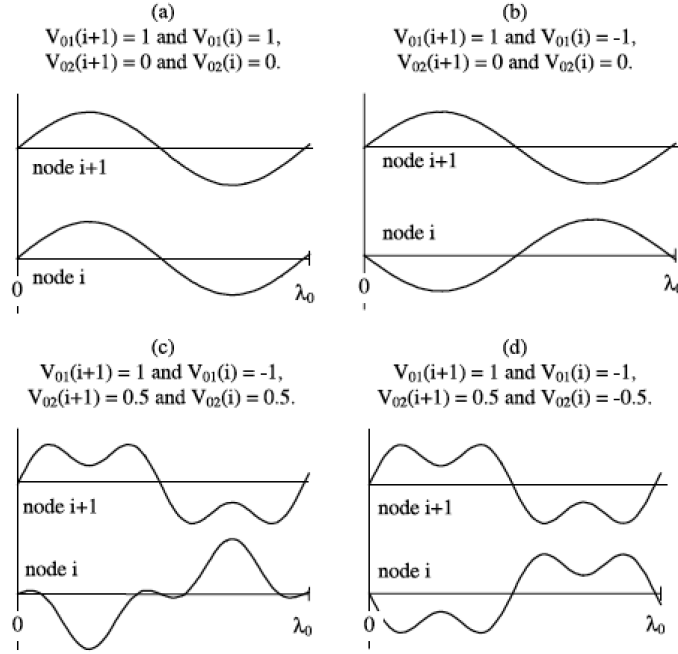 (a)
V01(i+1) = 1 and V01(i) = 1,
V02(i+1) = 0 and V02(i) = 0.
node i+1
node i
0
λ0
(b)
V01(i+1) = 1 and V01(i) = -1,
V02(i+1) = 0 and V02(i) = 0.
node i+1
node i
0
λ0
(c)
V01(i+1) = 1 and V01(i) = -1,
V02(i+1) = 0.5 and V02(i) = 0.5.
node i+1
node i
0
λ0
(d)
V01(i+1) = 1 and V01(i) = -1,
V02(i+1) = 0.5 and V02(i) = -0.5.
node i+1
node i
0
λ0